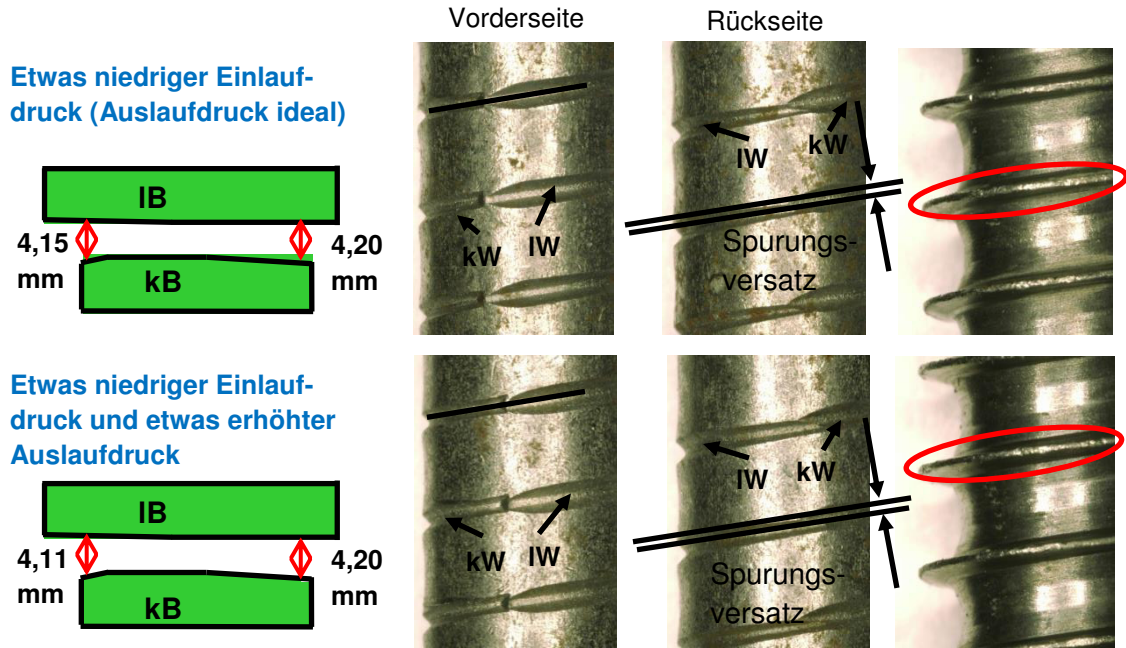 Vorderseite
Rückseite
Etwas niedriger Einlauf-
druck (Auslaufdruck ideal)
lB
4,15
mm
4,20
mm
kB
kW
lW
lW
kW
Spurungs-
versatz
Etwas niedriger Einlauf-
druck und etwas erhöhter
Auslaufdruck
lB
4,11
mm
4,20
mm
kB
kW
lW
lW
kW
Spurungs-
versatz